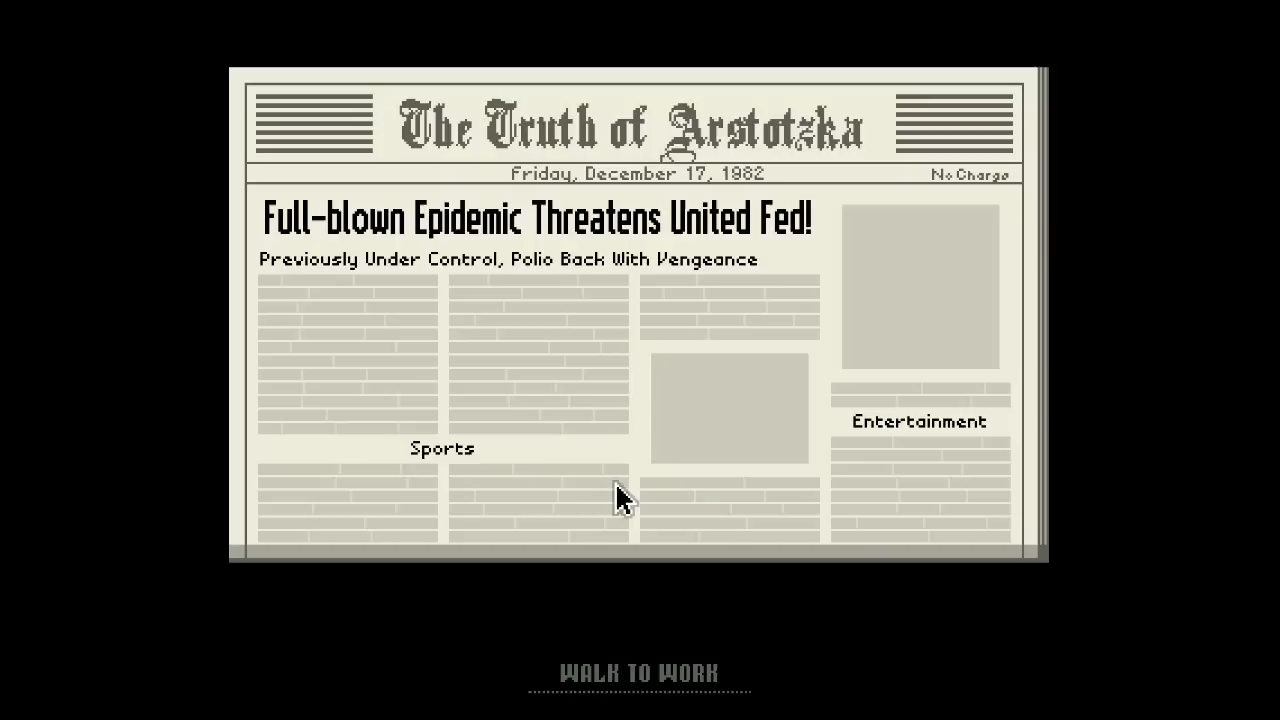 The Truth of Arstotzka
Friday, December 17, 1982
No Charge
Full-blown Epidemic Threatens United Fed!
Previously Under Control, Polio Back With Vengeance
Sports
Entertainment
WALK TO WORK